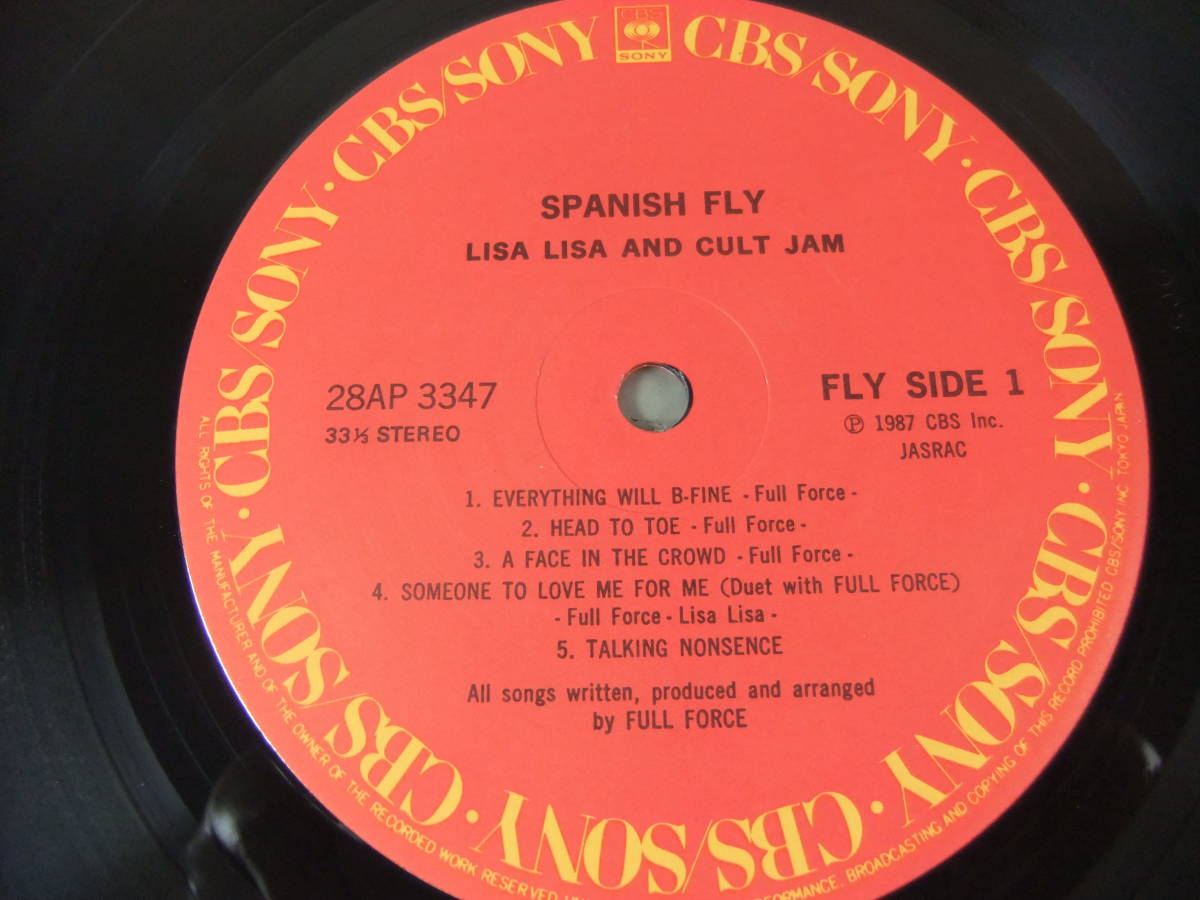 CBS
SONY
CBS/SONY · CBS/SONY · CBS/SONY · CBS/SONY · CBS/SONY · CBS/SONY · CBS/SONY · CBS/SONY
SPANISH FLY
LISA LISA AND CULT JAM
28AP 3347
33⅓ STEREO
FLY SIDE 1
Ⓟ 1987 CBS Inc.
JASRAC
1. EVERYTHING WILL B-FINE - Full Force -
2. HEAD TO TOE - Full Force -
3. A FACE IN THE CROWD - Full Force -
4. SOMEONE TO LOVE ME FOR ME (Duet with FULL FORCE)
- Full Force - Lisa Lisa -
5. TALKING NONSENCE
All songs written, produced and arranged
by FULL FORCE
ALL RIGHTS OF THE MANUFACTURER AND OF THE OWNER OF THE RECORDED WORK RESERVED PERFORMANCE, BROADCASTING AND COPYING OF THIS RECORD PROHIBITED CBS/SONY INC. TOKYO JAPAN